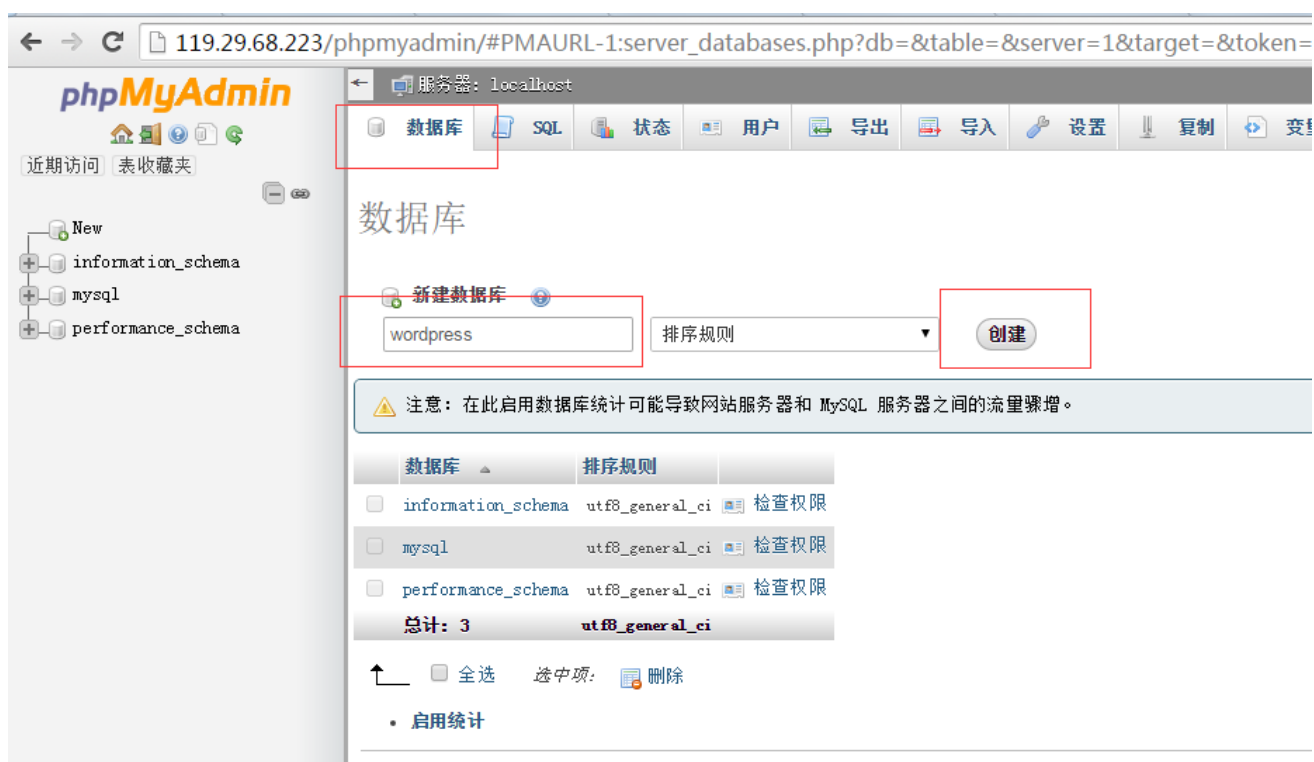 119.29.68.223/phpmyadmin/#PMAURL-1:server_databases.php?db=&table=&server=1&target=&token=
phpMyAdmin
近期访问 表收藏夹
New
information_schema
mysql
performance_schema
服务器: localhost
数据库 SQL 状态 用户 导出 导入 设置 复制 变量
数据库
新建数据库
wordpress 排序规则 创建
注意: 在此启用数据库统计可能导致网站服务器和 MySQL 服务器之间的流量骤增。
数据库 排序规则
information_schema utf8_general_ci 检查权限
mysql utf8_general_ci 检查权限
performance_schema utf8_general_ci 检查权限
总计: 3 utf8_general_ci
全选 选中项: 删除
启用统计